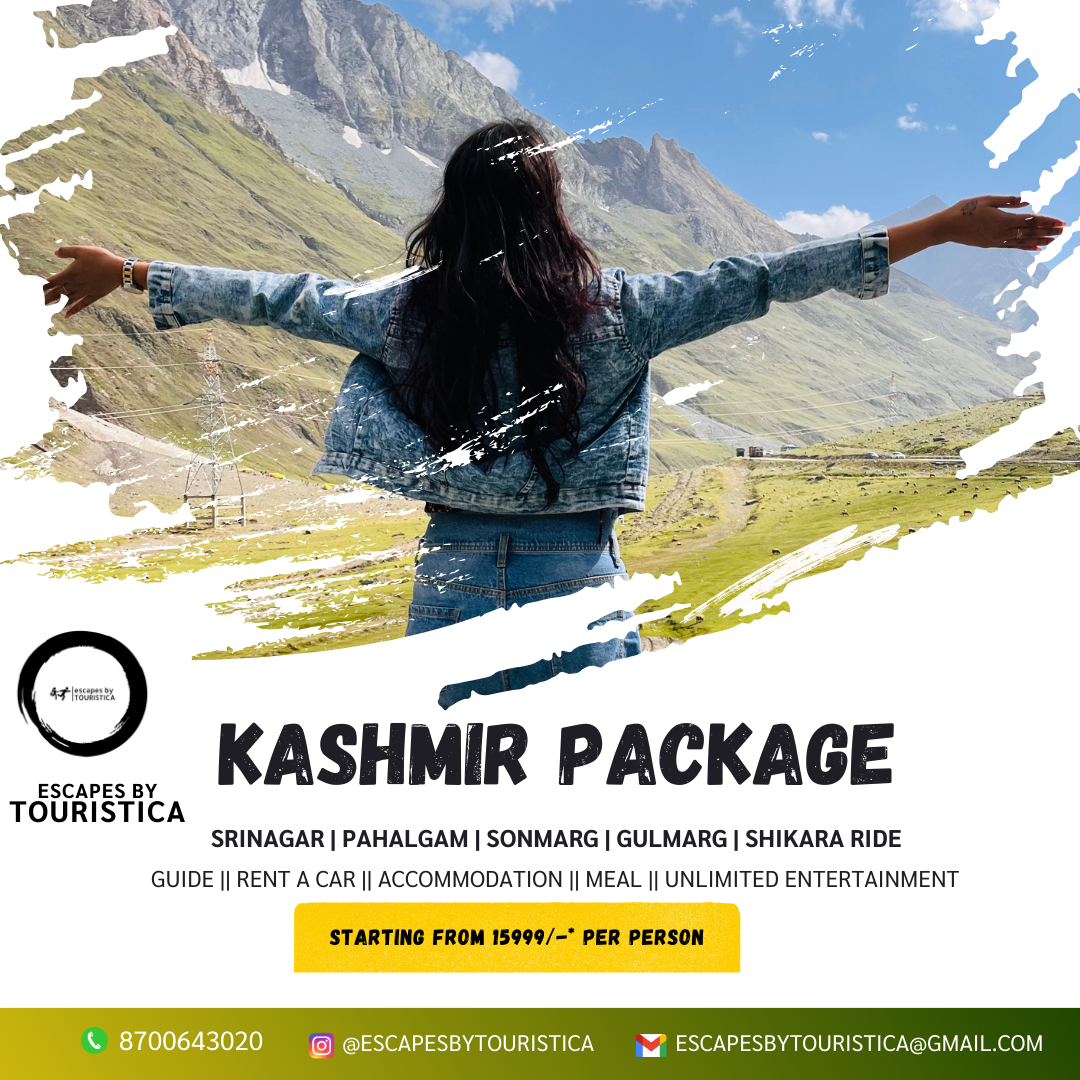 escapes by
TOURISTICA
ESCAPES BY
TOURISTICA
KASHMIR PACKAGE
SRINAGAR | PAHALGAM | SONMARG | GULMARG | SHIKARA RIDE
GUIDE || RENT A CAR || ACCOMMODATION || MEAL || UNLIMITED ENTERTAINMENT
STARTING FROM 15999/-* PER PERSON
8700643020 @ESCAPESBYTOURISTICA ESCAPESBYTOURISTICA@GMAIL.COM